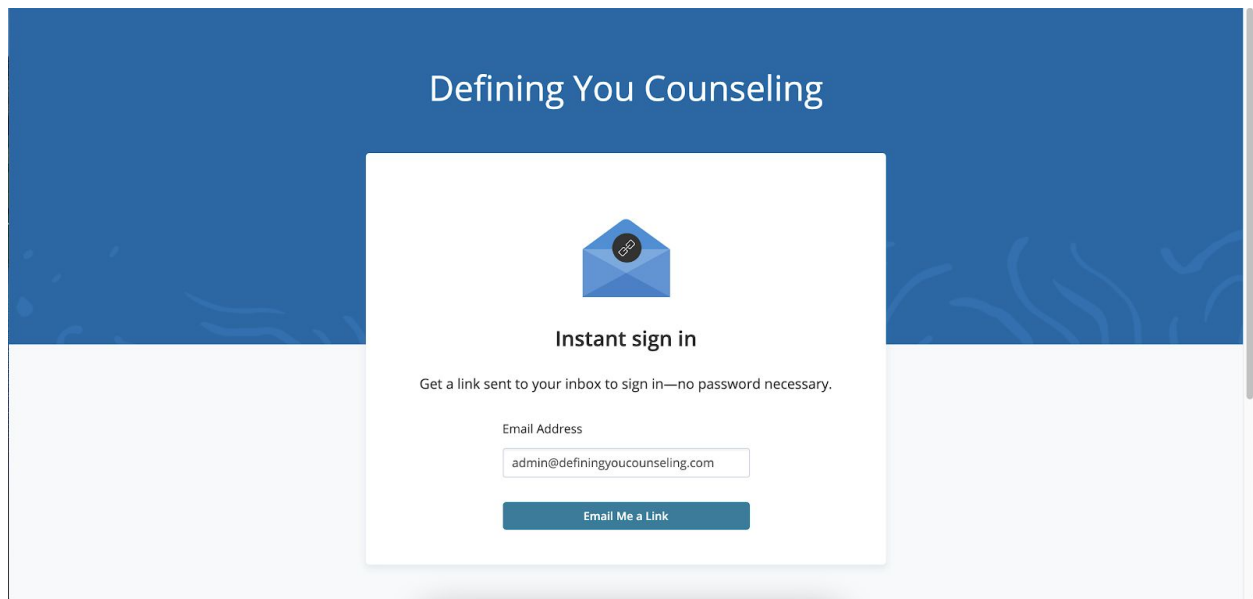 Defining You Counseling
Instant sign in
Get a link sent to your inbox to sign in—no password necessary.
Email Address
admin@definingyoucounseling.com
Email Me a Link